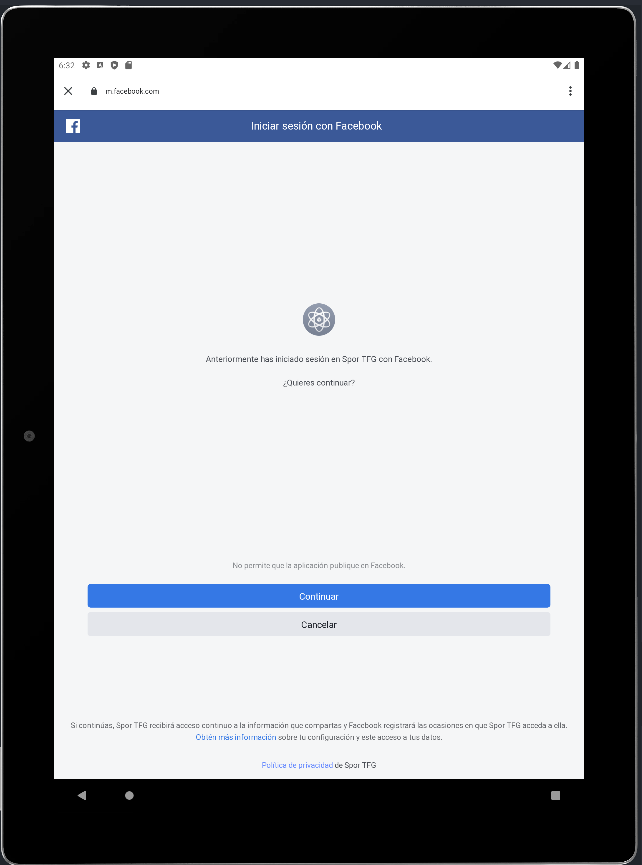 6:32
m.facebook.com
Iniciar sesión con Facebook
Anteriormente has iniciado sesión en Spor TFG con Facebook.
¿Quieres continuar?
No permite que la aplicación publique en Facebook.
Continuar
Cancelar
Si continúas, Spor TFG recibirá acceso continuo a la información que compartas y Facebook registrará las ocasiones en que Spor TFG acceda a ella.
Obtén más información sobre tu configuración y este acceso a tus datos.
Política de privacidad de Spor TFG